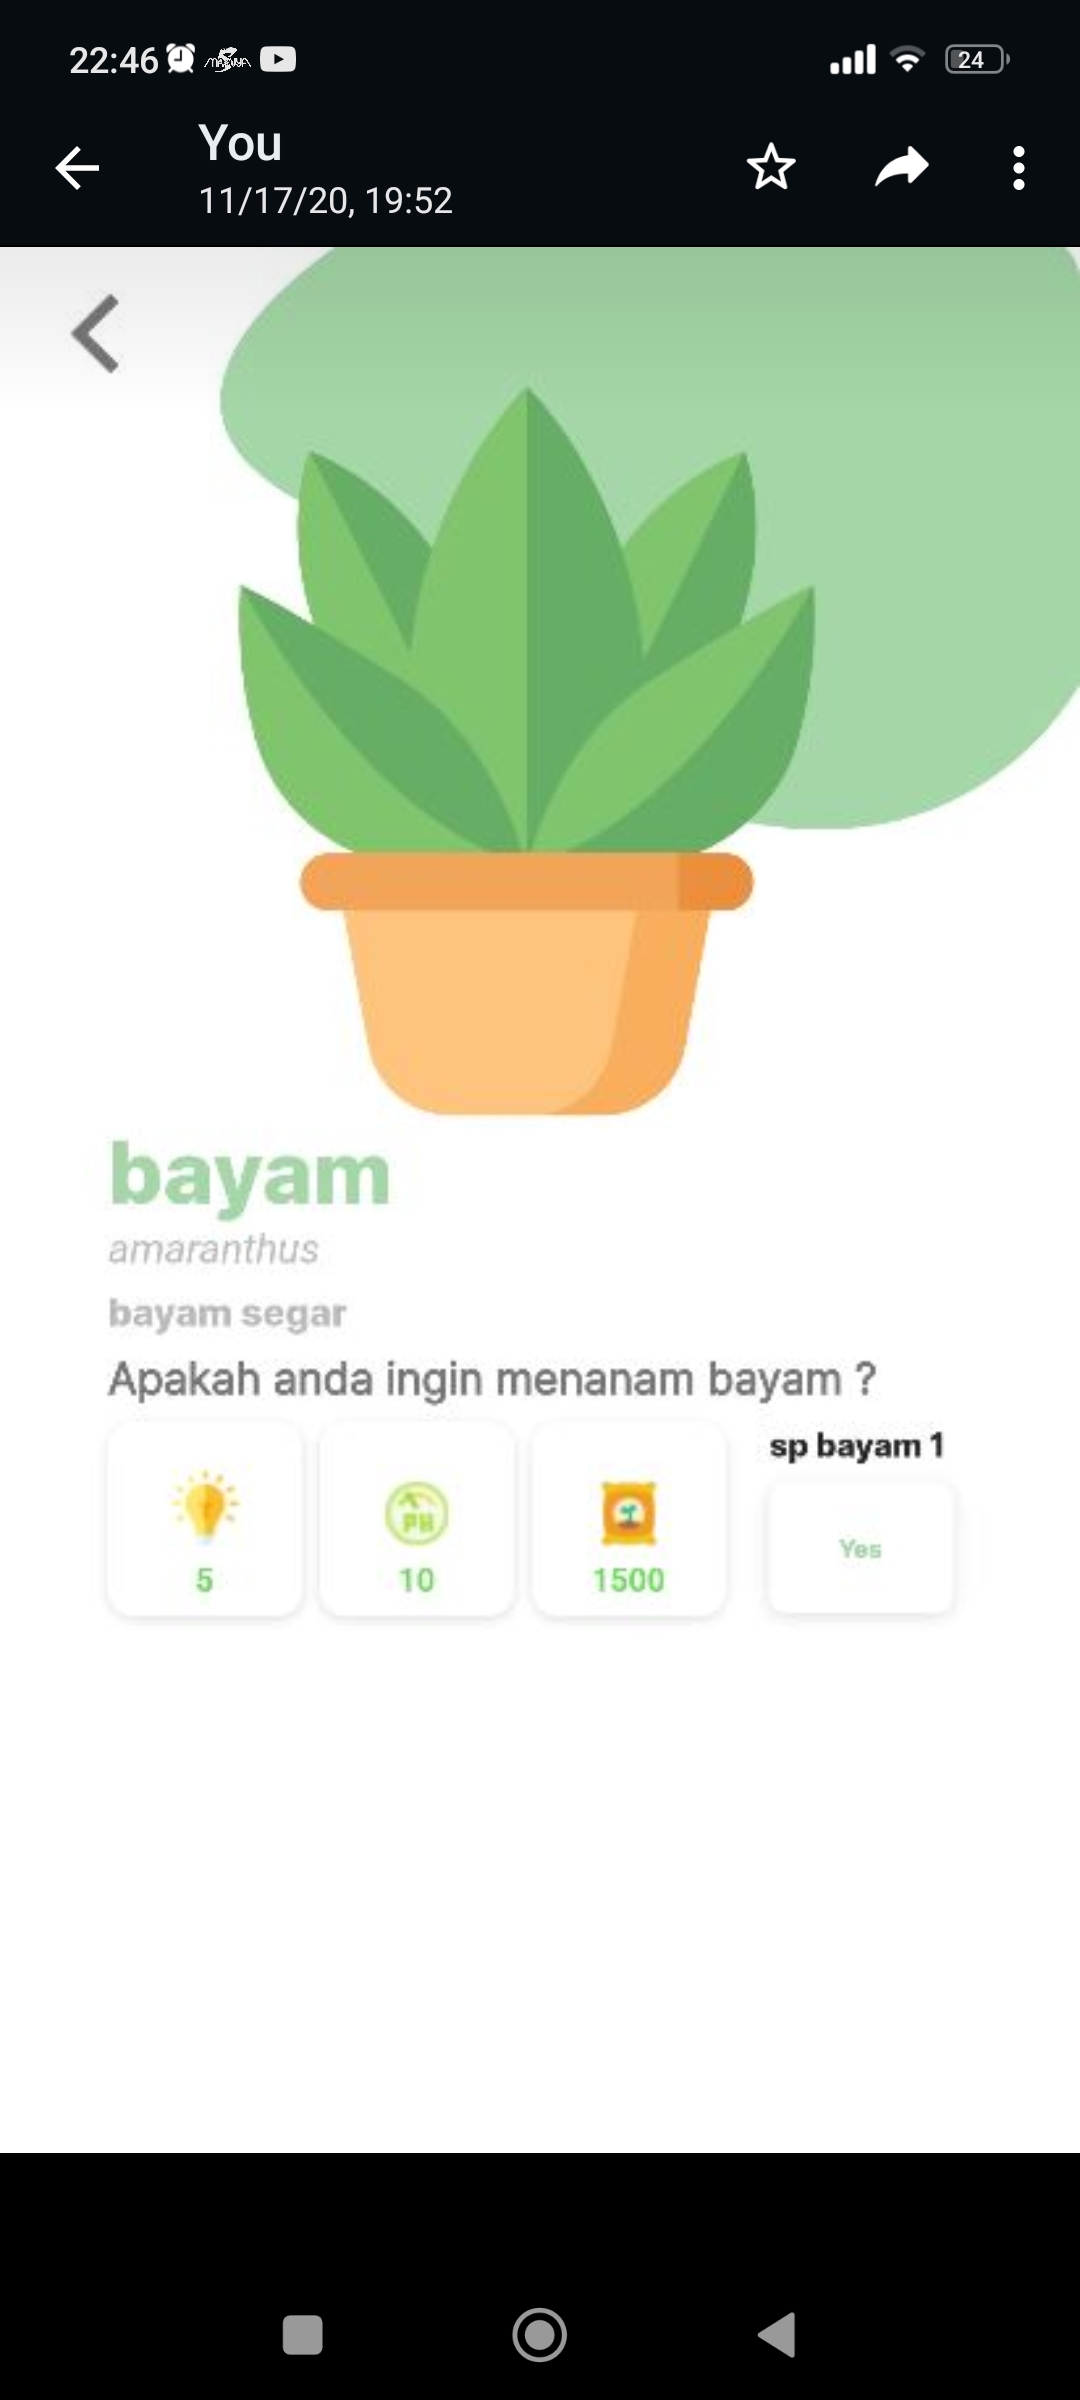 22:46
24
You
11/17/20, 19:52
bayam
amaranthus
bayam segar
Apakah anda ingin menanam bayam ?
sp bayam 1
PH
Yes
5
10
1500